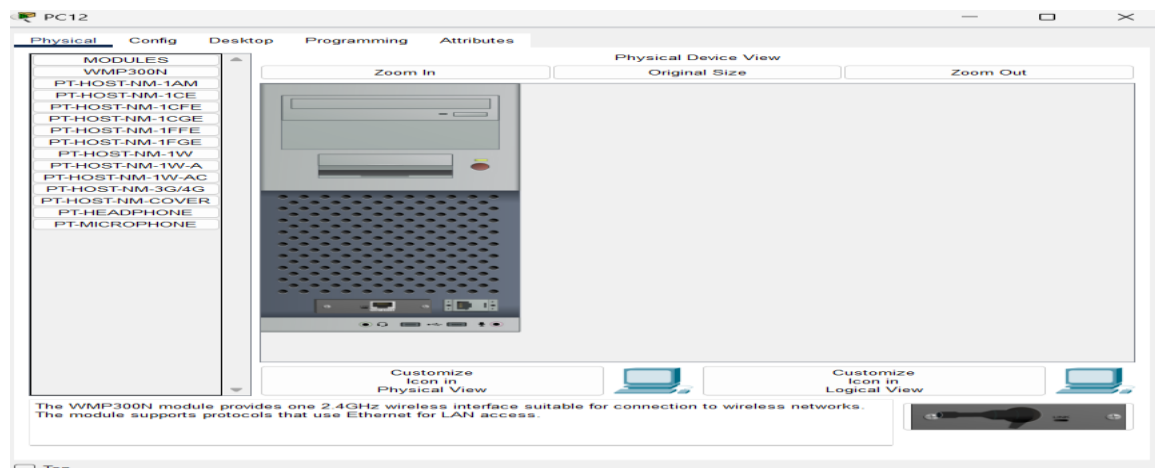 PC12
Physical Config Desktop Programming Attributes
MODULES
WMP300N
PT-HOST-NM-1AM
PT-HOST-NM-1CE
PT-HOST-NM-1CFE
PT-HOST-NM-1CGE
PT-HOST-NM-1FFE
PT-HOST-NM-1FGE
PT-HOST-NM-1W
PT-HOST-NM-1W-A
PT-HOST-NM-1W-AC
PT-HOST-NM-3G/4G
PT-HOST-NM-COVER
PT-HEADPHONE
PT-MICROPHONE
Physical Device View
Zoom In Original Size Zoom Out
Customize
Icon in
Physical View
Customize
Icon in
Logical View
The WMP300N module provides one 2.4GHz wireless interface suitable for connection to wireless networks.
The module supports protocols that use Ethernet for LAN access.